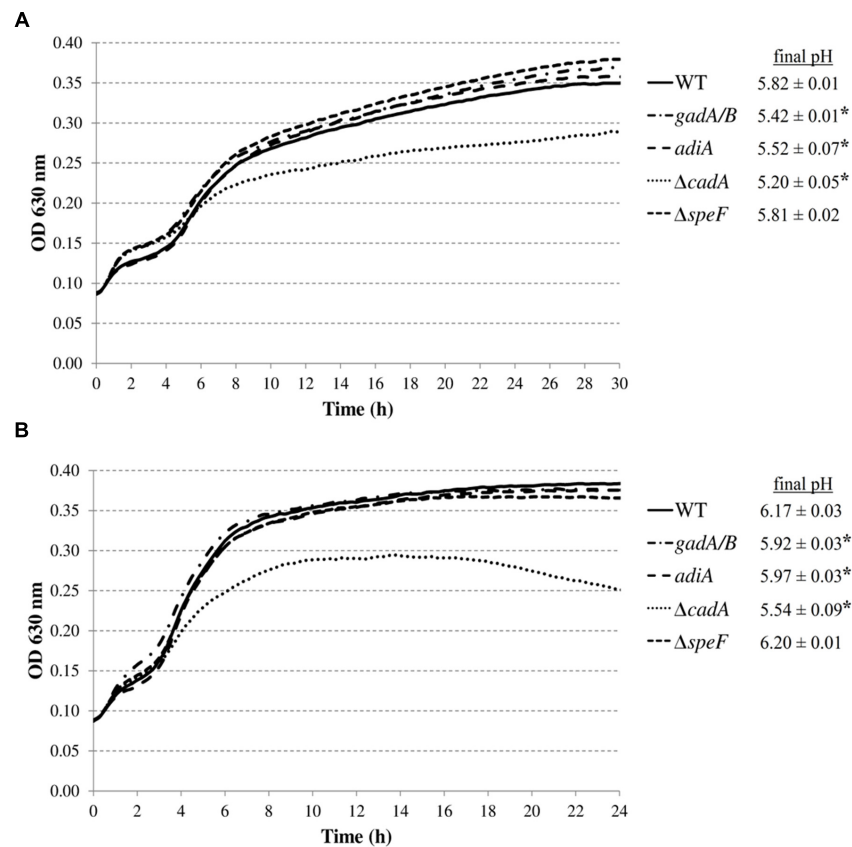 A
0.40
0.35
0.30
0.25
0.20
0.15
0.10
0.05
0.00
OD 630 nm
0 2 4 6 8 10 12 14 16 18 20 22 24 26 28 30
Time (h)
final pH
WT 5.82 ± 0.01
gadA/B 5.42 ± 0.01*
adiA 5.52 ± 0.07*
ΔcadA 5.20 ± 0.05*
ΔspeF 5.81 ± 0.02
B
0.40
0.35
0.30
0.25
0.20
0.15
0.10
0.05
0.00
OD 630 nm
0 2 4 6 8 10 12 14 16 18 20 22 24
Time (h)
final pH
WT 6.17 ± 0.03
gadA/B 5.92 ± 0.03*
adiA 5.97 ± 0.03*
ΔcadA 5.54 ± 0.09*
ΔspeF 6.20 ± 0.01